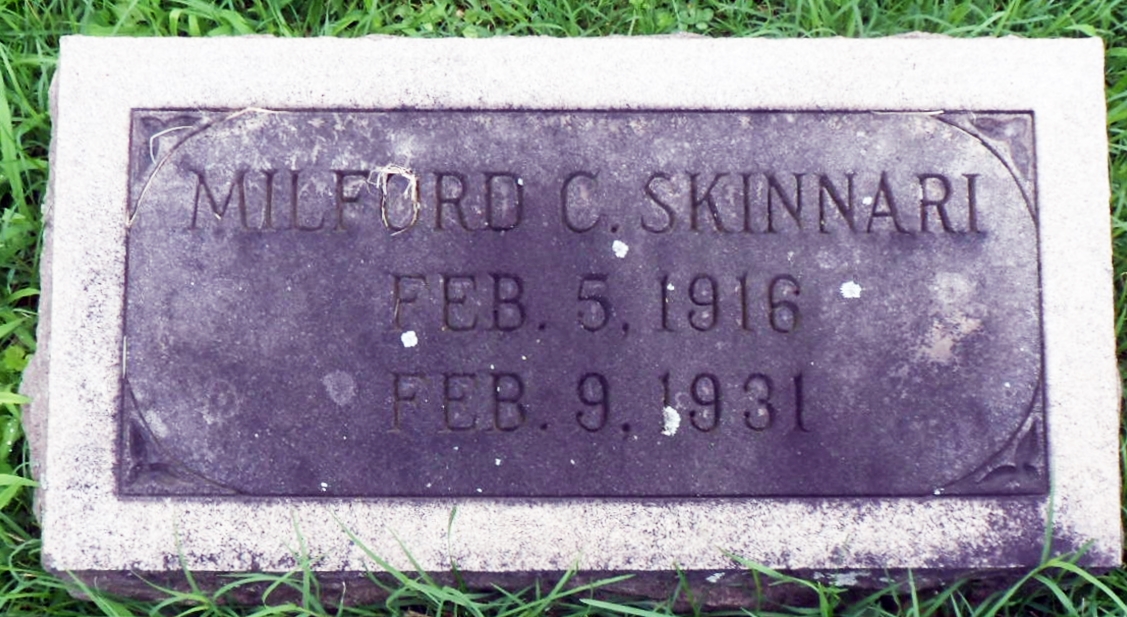 MILFORD C. SKINNARI
FEB. 5, 1916
FEB. 9, 1931